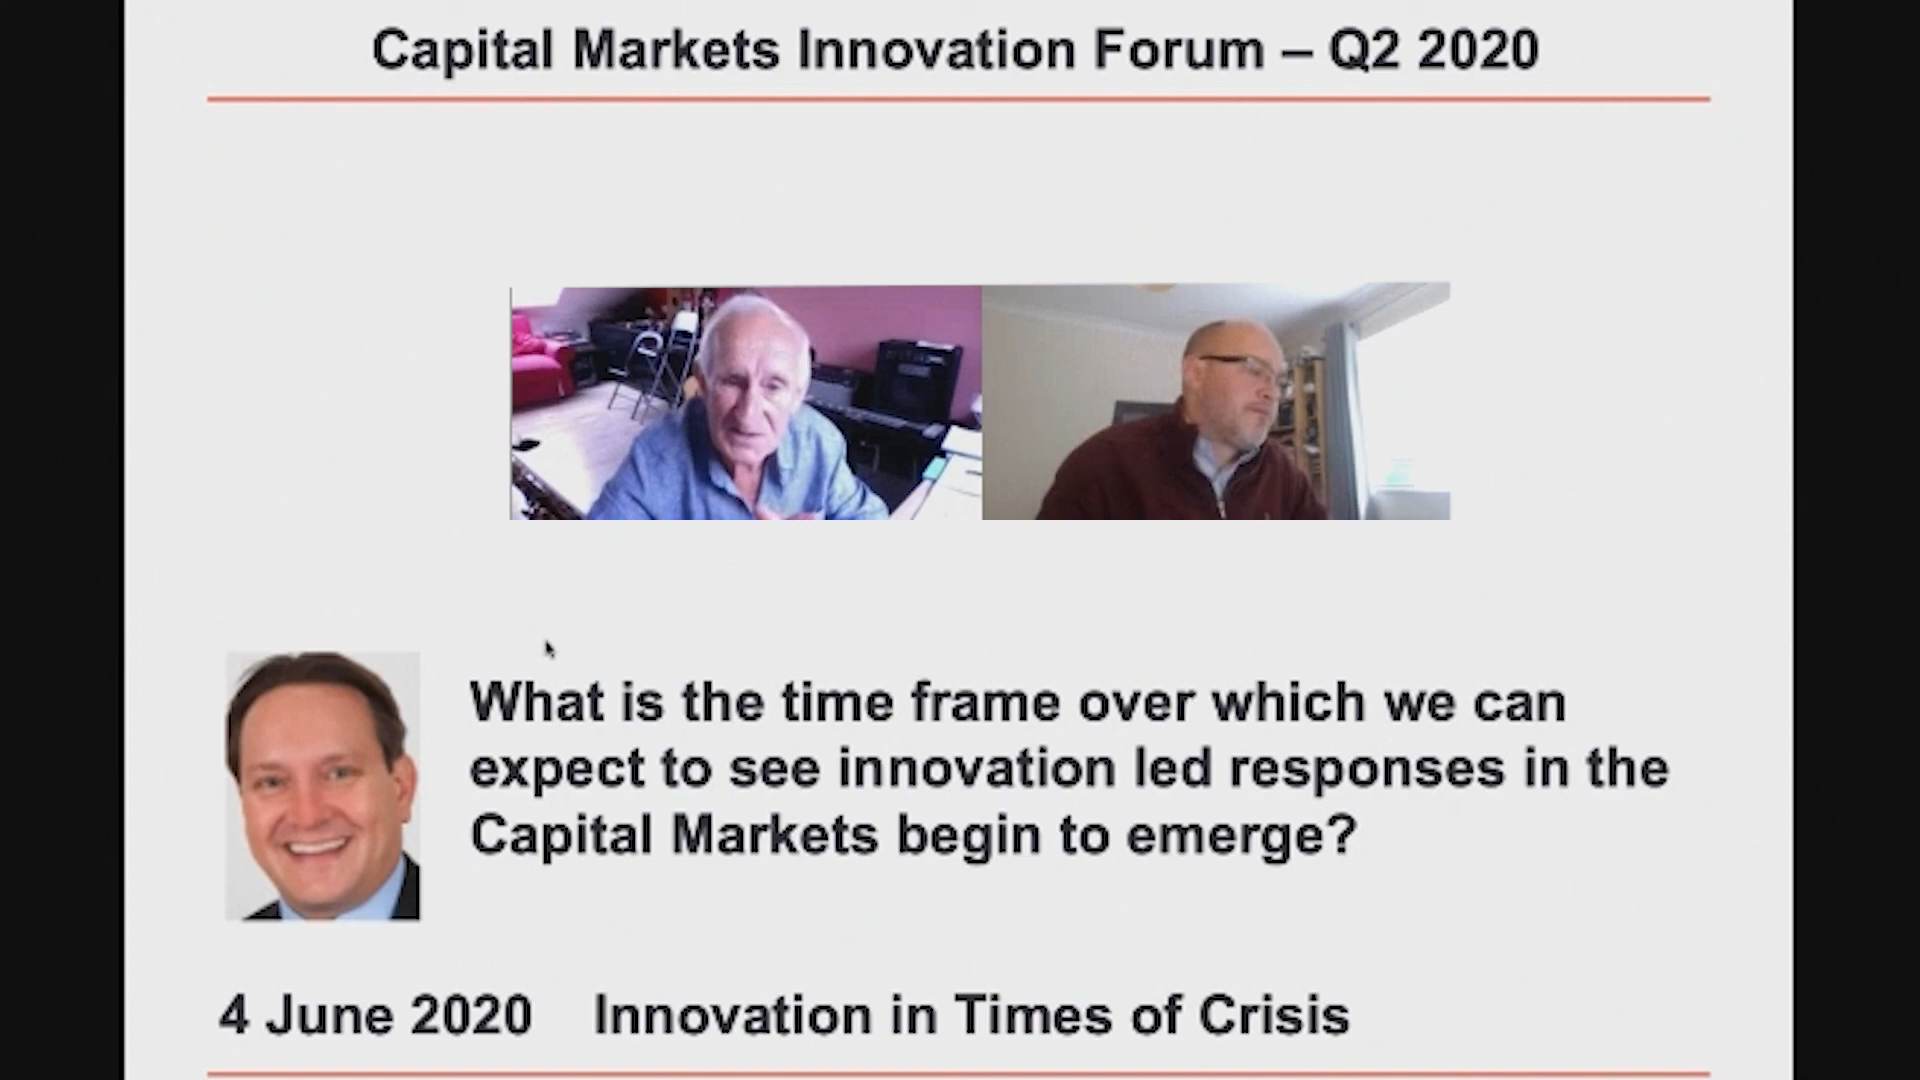 Capital Markets Innovation Forum – Q2 2020
What is the time frame over which we can
expect to see innovation led responses in the
Capital Markets begin to emerge?
4 June 2020 Innovation in Times of Crisis